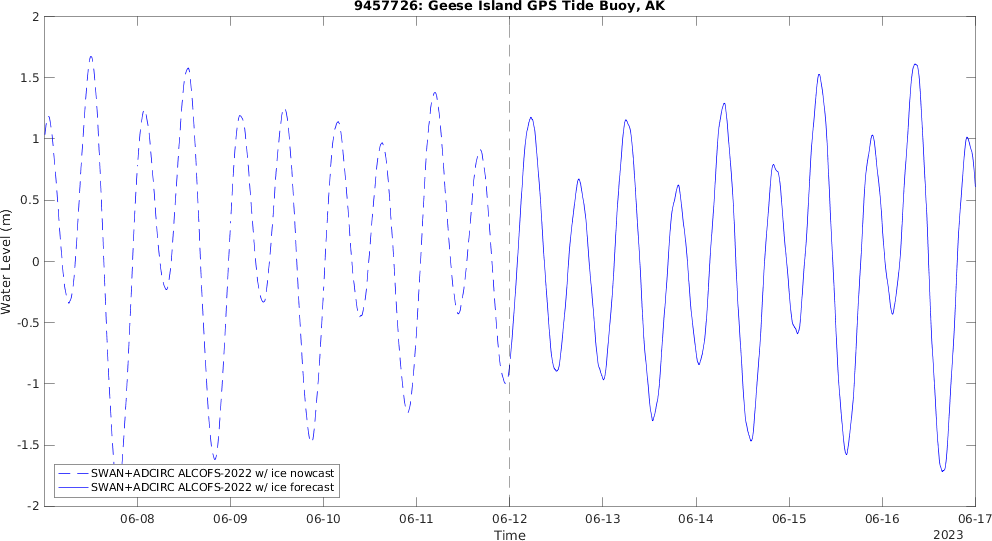 9457726: Geese Island GPS Tide Buoy, AK
Water Level (m)
2
1.5
1
0.5
0
-0.5
-1
-1.5
-2
SWAN+ADCIRC ALCOFS-2022 w/ ice nowcast
SWAN+ADCIRC ALCOFS-2022 w/ ice forecast
06-08 06-09 06-10 06-11 06-12 06-13 06-14 06-15 06-16 06-17
Time
2023